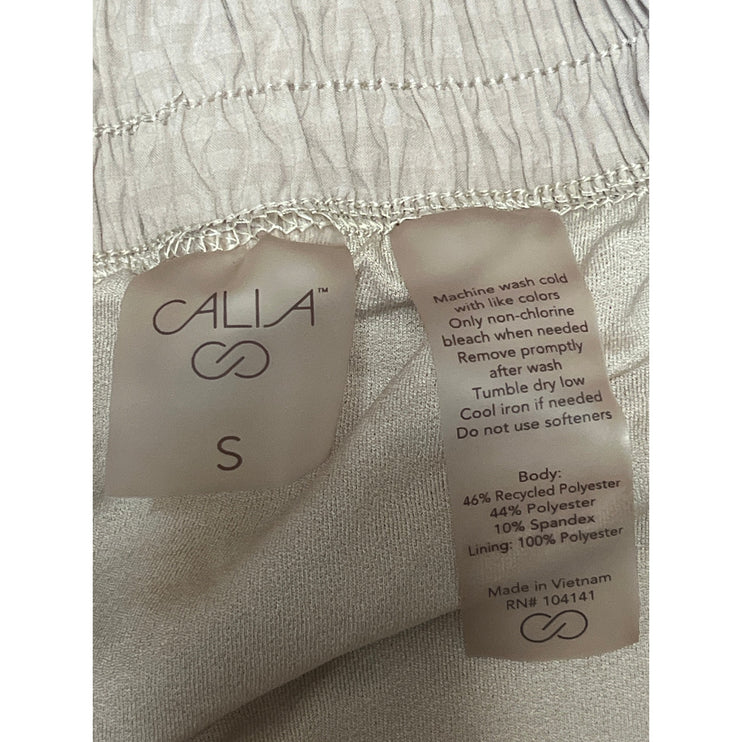 CALIA™
S
Machine wash cold
with like colors
Only non-chlorine
bleach when needed
Remove promptly
after wash
Tumble dry low
Cool iron if needed
Do not use softeners
Body:
46% Recycled Polyester
44% Polyester
10% Spandex
Lining: 100% Polyester
Made in Vietnam
RN# 104141